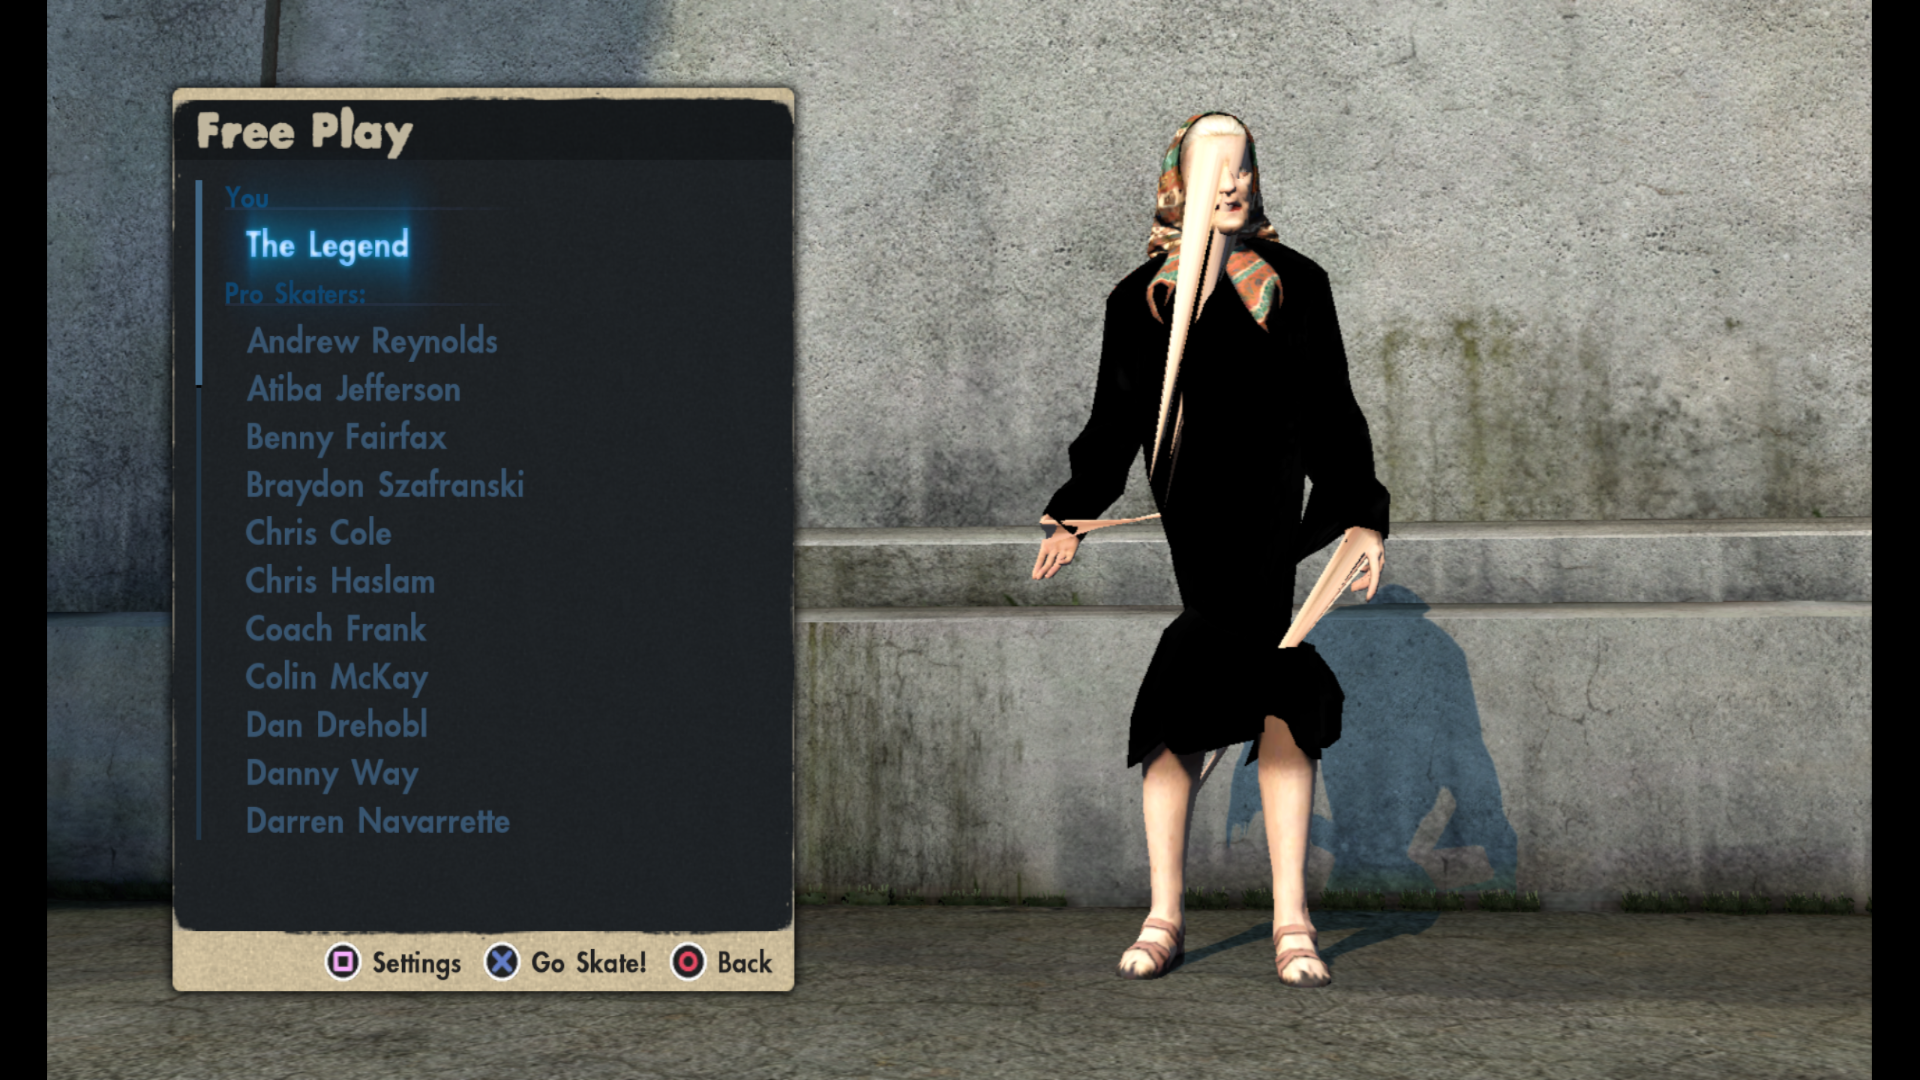 Free Play
You
The Legend
Pro Skaters:
Andrew Reynolds
Atiba Jefferson
Benny Fairfax
Braydon Szafranski
Chris Cole
Chris Haslam
Coach Frank
Colin McKay
Dan Drehobl
Danny Way
Darren Navarrette
Settings Go Skate! Back